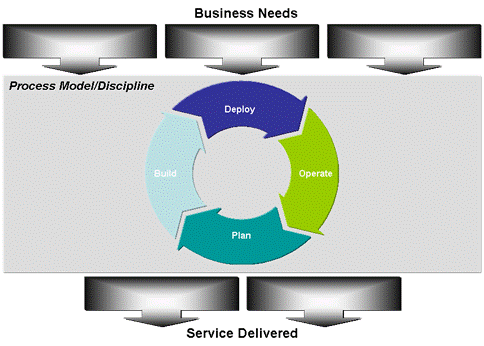 Business Needs
Process Model/Discipline
Deploy
Build
Operate
Plan
Service Delivered